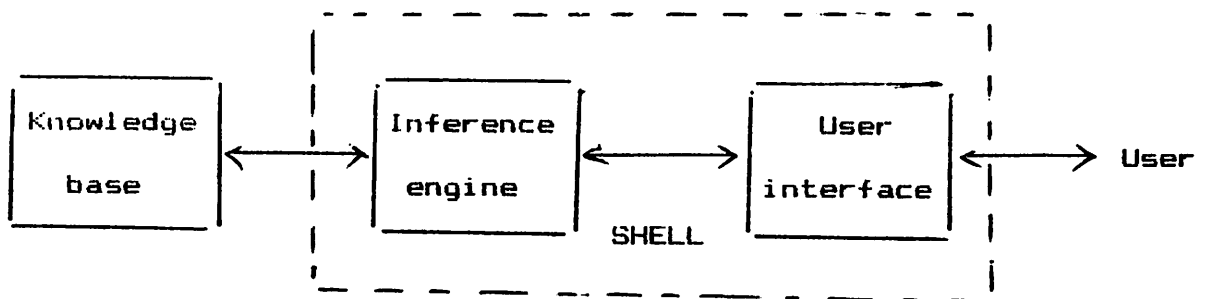 Knowledge
base
Inference
engine
SHELL
User
interface
User